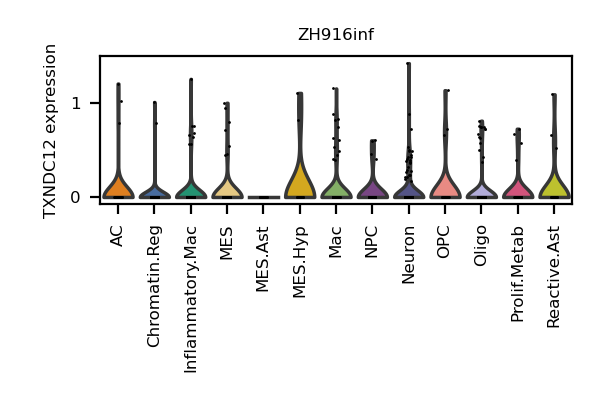 ZH916inf
TXNDC12 expression
1
0
AC
Chromatin.Reg
Inflammatory.Mac
MES
MES.Ast
MES.Hyp
Mac
NPC
Neuron
OPC
Oligo
Prolif.Metab
Reactive.Ast